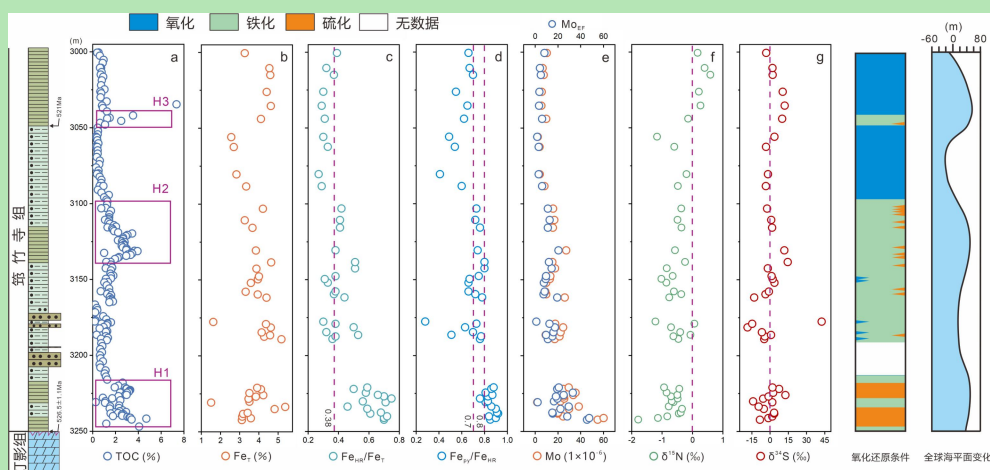 氧化 铁化 硫化 无数据
Mo_EF
(m)
0 20 40 60
-60 0 80
(m)
3000
3050
3100
3150
3200
3250
筇竹寺组
灯影组
521Ma
526.5±1.1Ma
a b c d e f g
H3
H2
H1
0.38
0.7
0.8
0 2 4 6 8
2 4 6
0.2 0.4 0.6 0.8
0.0 0.2 0.4 0.6 0.8 1.0
0 20 40 60
-2 -1 0 1
-15 0 15 30 45
TOC (%)
Fe_T (%)
Fe_HR/Fe_T
Fe_py/Fe_HR
Mo (1×10⁻⁶)
δ¹⁵N (‰)
δ³⁴S (‰)
氧化还原条件
全球海平面变化